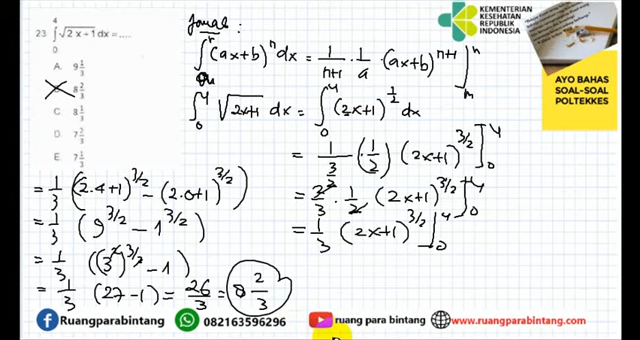 23. ∫₀⁴ √(2x+1) dx = ....
A. 9 1/3
8 2/3
C. 8 1/3
D. 7 2/3
E. 7 1/3
∫ (ax+b)ⁿ dx = 1/(n+1) · 1/a · (ax+b)ⁿ⁺¹ ]
∫₀⁴ √(2x+1) dx = ∫₀⁴ (2x+1)^(1/2) dx
= 1/(3/2) (1/2) (2x+1)^(3/2) ]₀⁴
= 2/3 · 1/2 (2x+1)^(3/2) ]₀⁴
= 1/3 (2x+1)^(3/2) ]₀⁴
= 1/3 ((2.4+1)^(3/2) − (2.0+1)^(3/2))
= 1/3 (9^(3/2) − 1^(3/2))
= 1/3 ((3²)^(3/2) − 1)
= 1/3 (27 − 1) = 26/3 = 8 2/3
KEMENTERIAN
KESEHATAN
REPUBLIK
INDONESIA
AYO BAHAS
SOAL-SOAL
POLTEKKES
Ruangparabintang
082163596296
ruang para bintang
www.ruangparabintang.com